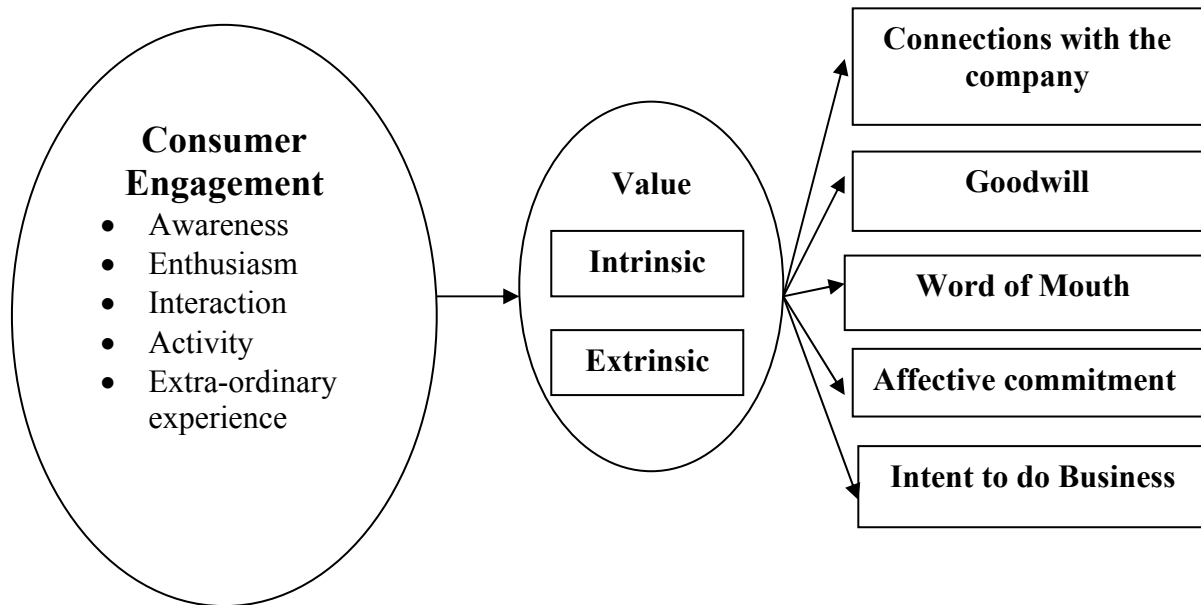 Consumer
Engagement
• Awareness
• Enthusiasm
• Interaction
• Activity
• Extra-ordinary
experience
Value
Intrinsic
Extrinsic
Connections with the
company
Goodwill
Word of Mouth
Affective commitment
Intent to do Business